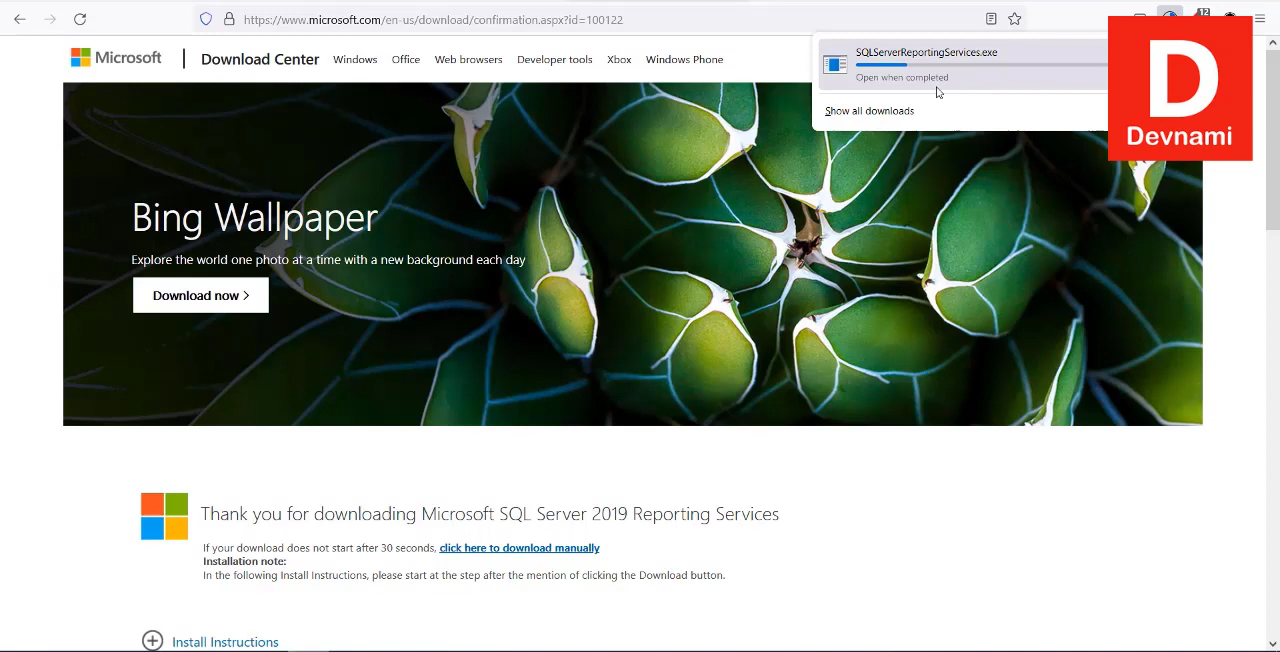 https://www.microsoft.com/en-us/download/confirmation.aspx?id=100122
12
Microsoft
Download Center
Windows
Office
Web browsers
Developer tools
Xbox
Windows Phone
SQLServerReportingServices.exe
Open when completed
Show all downloads
D
Devnami
Bing Wallpaper
Explore the world one photo at a time with a new background each day
Download now
Thank you for downloading Microsoft SQL Server 2019 Reporting Services
If your download does not start after 30 seconds, click here to download manually
Installation note:
In the following Install Instructions, please start at the step after the mention of clicking the Download button.
Install Instructions